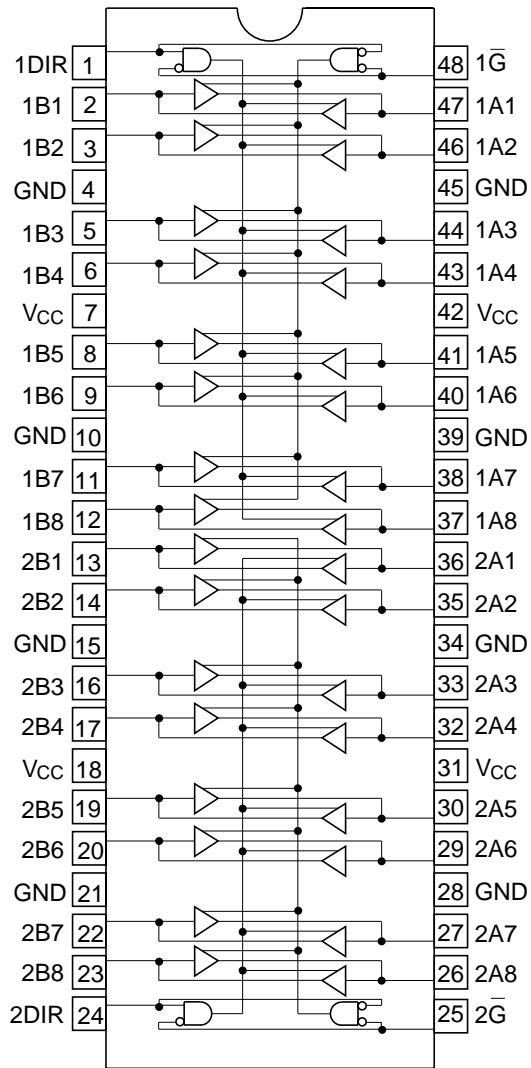 1DIR 1 48 1G̅
1B1 2 47 1A1
1B2 3 46 1A2
GND 4 45 GND
1B3 5 44 1A3
1B4 6 43 1A4
VCC 7 42 VCC
1B5 8 41 1A5
1B6 9 40 1A6
GND 10 39 GND
1B7 11 38 1A7
1B8 12 37 1A8
2B1 13 36 2A1
2B2 14 35 2A2
GND 15 34 GND
2B3 16 33 2A3
2B4 17 32 2A4
VCC 18 31 VCC
2B5 19 30 2A5
2B6 20 29 2A6
GND 21 28 GND
2B7 22 27 2A7
2B8 23 26 2A8
2DIR 24 25 2G̅